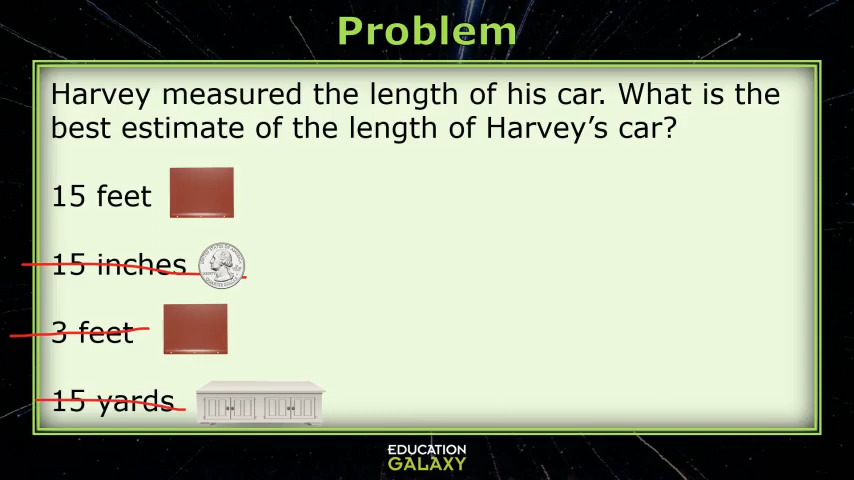 Problem
Harvey measured the length of his car. What is the
best estimate of the length of Harvey’s car?
15 feet
15 inches
3 feet
15 yards
EDUCATION
GALAXY